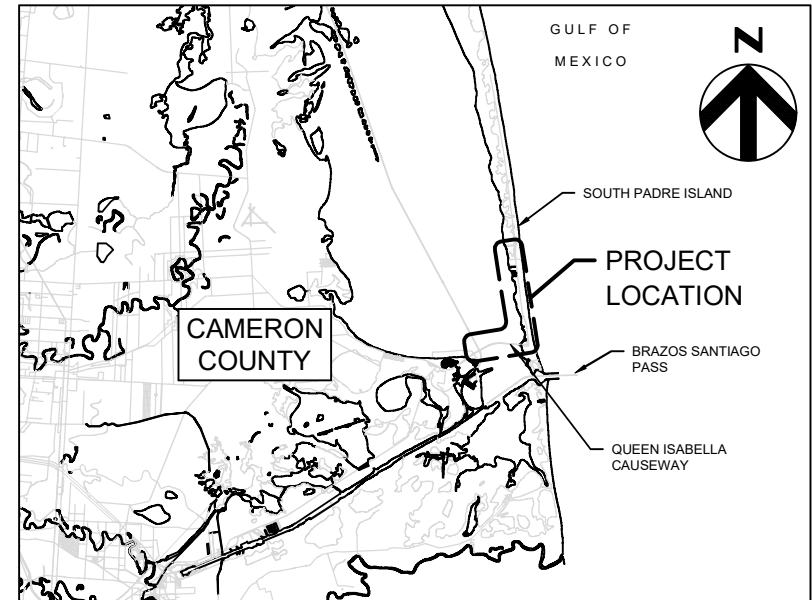 GULF OF
MEXICO
N
SOUTH PADRE ISLAND
PROJECT
LOCATION
CAMERON
COUNTY
BRAZOS SANTIAGO
PASS
QUEEN ISABELLA
CAUSEWAY